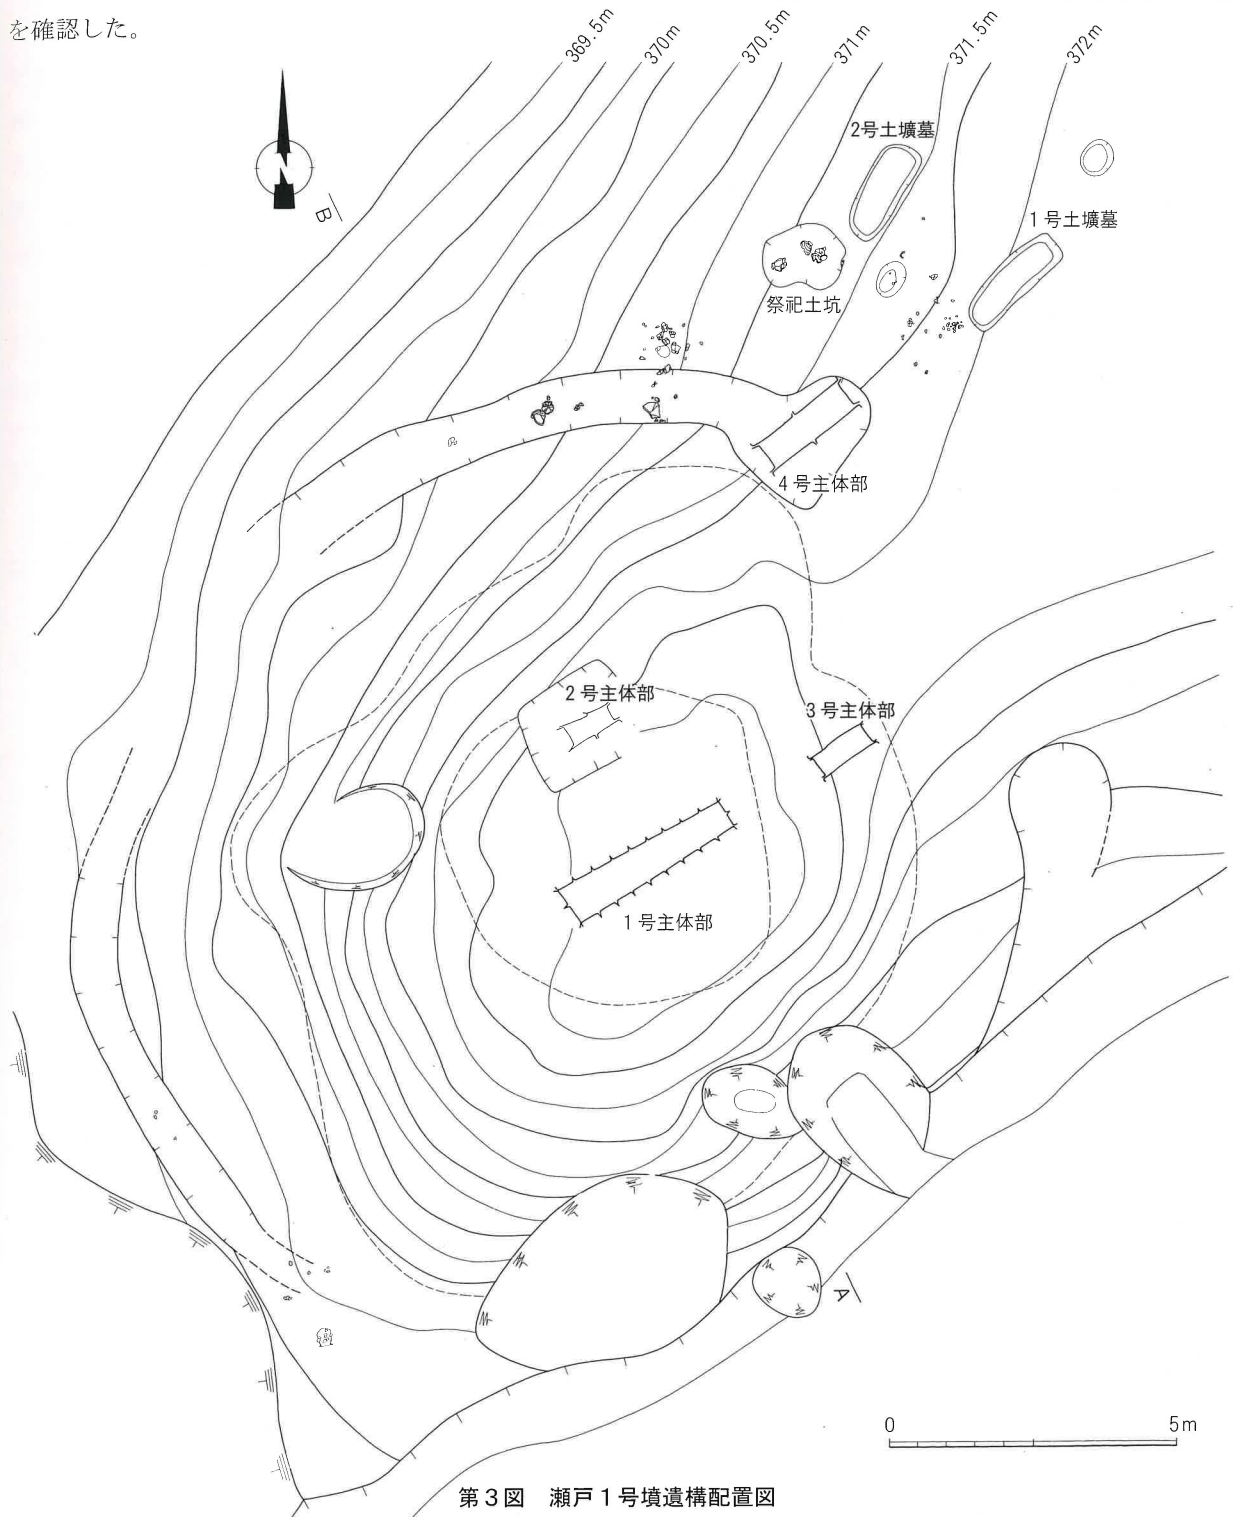 を確認した。
369.5m
370m
370.5m
371m
371.5m
372m
N
B
2号土壙墓
1号土壙墓
祭祀土坑
4号主体部
2号主体部
3号主体部
1号主体部
A
0 5m
第3図 瀬戸1号墳遺構配置図